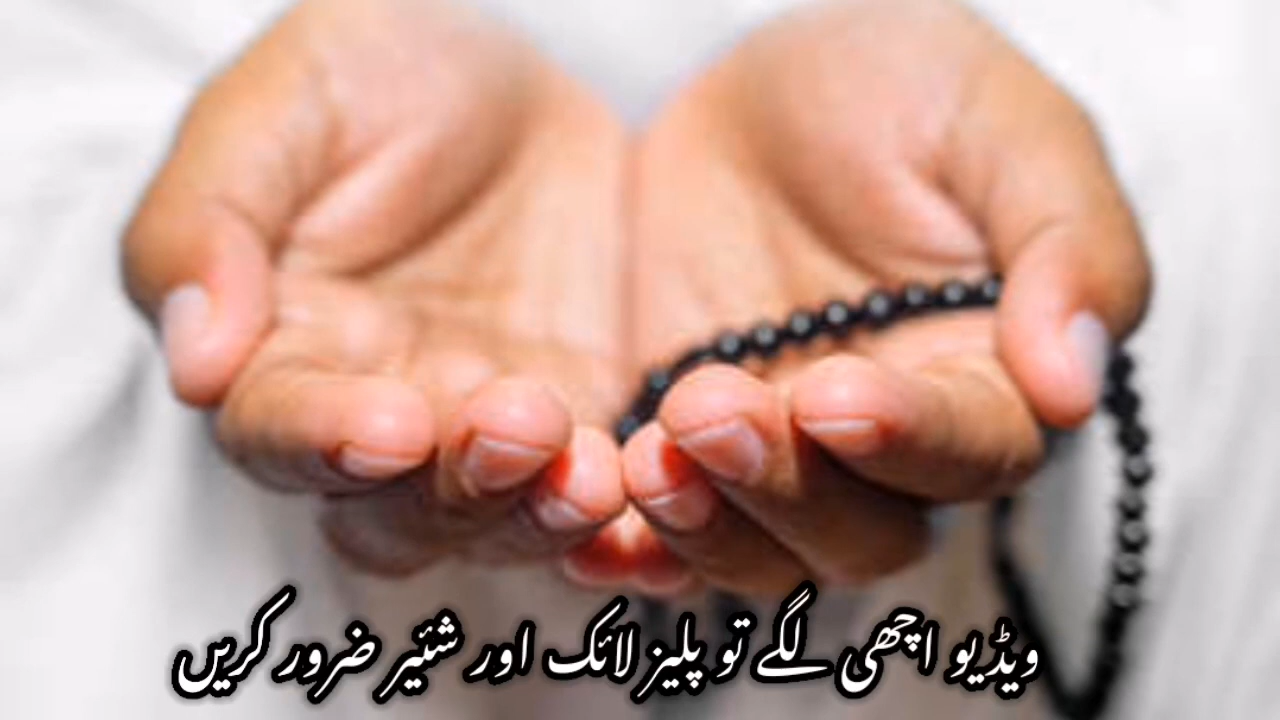 ویڈیو اچھی لگے تو پلیز لائک اور شئیر ضرور کریں